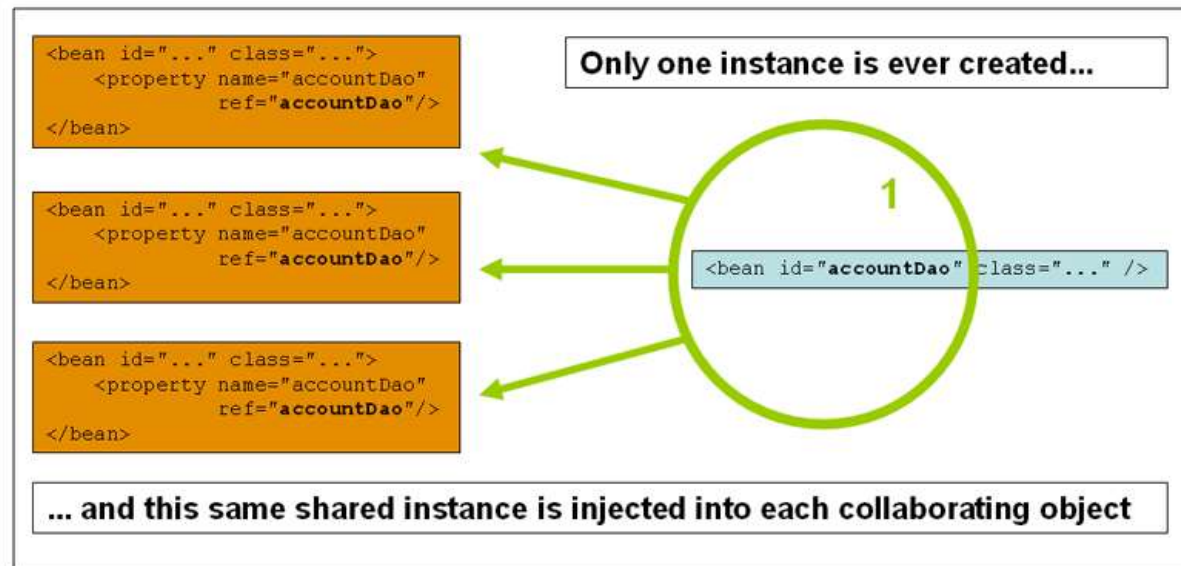 <bean id="..." class="...">
    <property name="accountDao"
              ref="accountDao"/>
</bean>
Only one instance is ever created...
1
<bean id="..." class="...">
    <property name="accountDao"
              ref="accountDao"/>
</bean>
<bean id="accountDao" class="..." />
<bean id="..." class="...">
    <property name="accountDao"
              ref="accountDao"/>
</bean>
... and this same shared instance is injected into each collaborating object